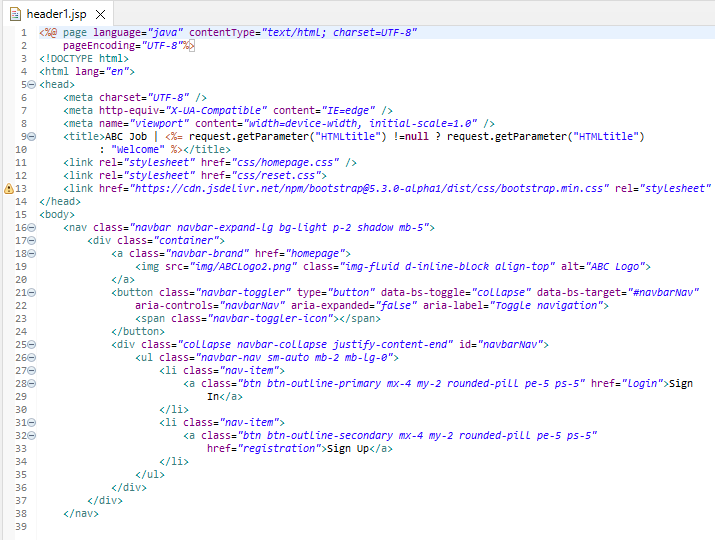 header1.jsp
1 <%@ page language="java" contentType="text/html; charset=UTF-8"
2     pageEncoding="UTF-8"%>
3 <!DOCTYPE html>
4 <html lang="en">
5 <head>
6     <meta charset="UTF-8" />
7     <meta http-equiv="X-UA-Compatible" content="IE=edge" />
8     <meta name="viewport" content="width=device-width, initial-scale=1.0" />
9     <title>ABC Job | <%= request.getParameter("HTMLtitle") !=null ? request.getParameter("HTMLtitle")
10         : "Welcome" %></title>
11     <link rel="stylesheet" href="css/homepage.css" />
12     <link rel="stylesheet" href="css/reset.css">
13     <link href="https://cdn.jsdelivr.net/npm/bootstrap@5.3.0-alpha1/dist/css/bootstrap.min.css" rel="stylesheet"
14 </head>
15 <body>
16     <nav class="navbar navbar-expand-lg bg-light p-2 shadow mb-5">
17         <div class="container">
18             <a class="navbar-brand" href="homepage">
19                 <img src="img/ABCLogo2.png" class="img-fluid d-inline-block align-top" alt="ABC Logo">
20             </a>
21             <button class="navbar-toggler" type="button" data-bs-toggle="collapse" data-bs-target="#navbarNav"
22                 aria-controls="navbarNav" aria-expanded="false" aria-label="Toggle navigation">
23                 <span class="navbar-toggler-icon"></span>
24             </button>
25             <div class="collapse navbar-collapse justify-content-end" id="navbarNav">
26                 <ul class="navbar-nav sm-auto mb-2 mb-lg-0">
27                     <li class="nav-item">
28                         <a class="btn btn-outline-primary mx-4 my-2 rounded-pill pe-5 ps-5" href="login">Sign
29                             In</a>
30                     </li>
31                     <li class="nav-item">
32                         <a class="btn btn-outline-secondary mx-4 my-2 rounded-pill pe-5 ps-5"
33                             href="registration">Sign Up</a>
34                     </li>
35                 </ul>
36             </div>
37         </div>
38     </nav>
39